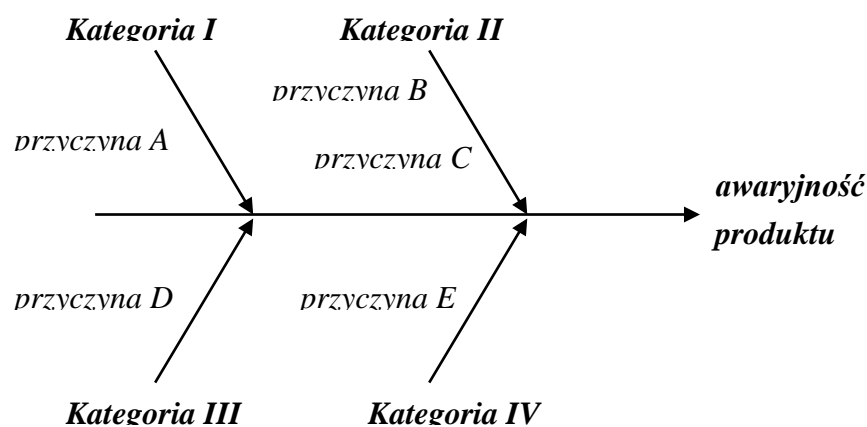 Kategoria I
Kategoria II
przyczyna B
przyczyna A
przyczyna C
awaryjność
produktu
przyczyna D
przyczyna E
Kategoria III
Kategoria IV